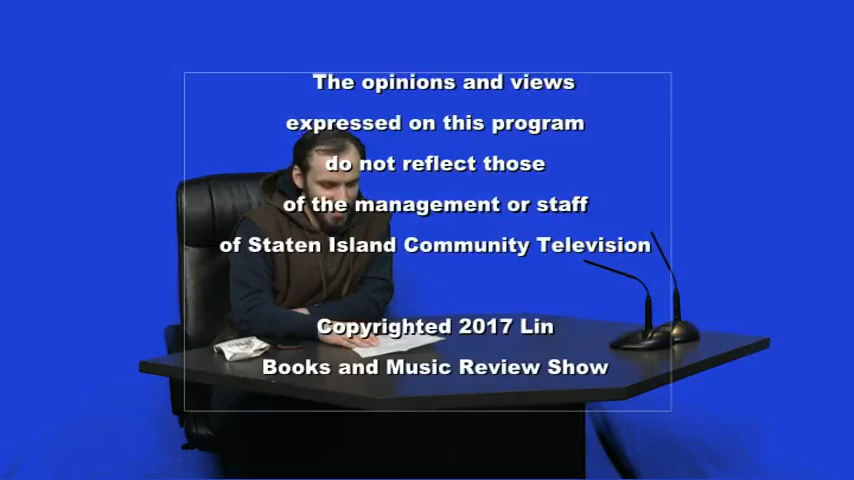 The opinions and views
expressed on this program
do not reflect those
of the management or staff
of Staten Island Community Television
Copyrighted 2017 Lin
Books and Music Review Show